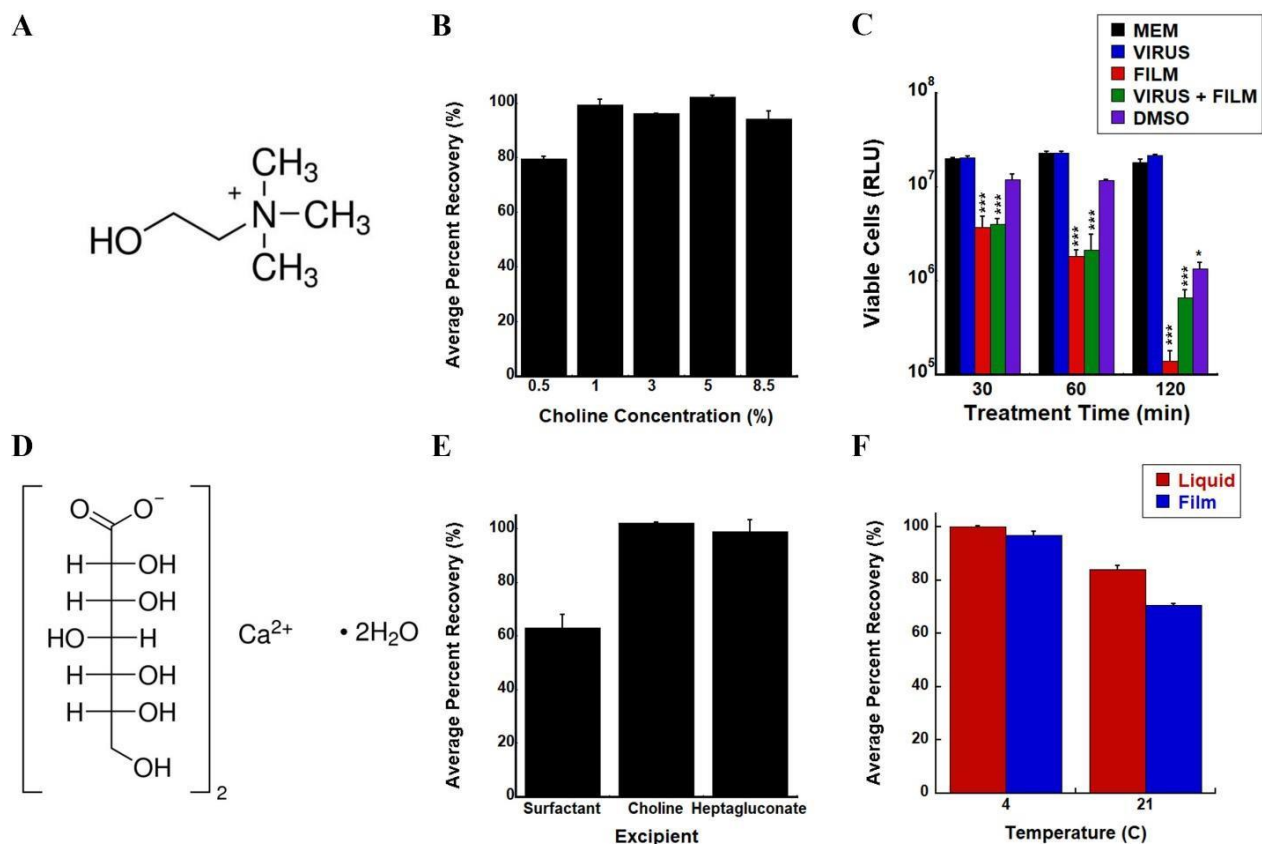 A
HO
+
N
CH3
CH3
CH3
B
Average Percent Recovery (%)
100
80
60
40
20
0
0.5 1 3 5 8.5
Choline Concentration (%)
C
MEM
VIRUS
FILM
VIRUS + FILM
DMSO
Viable Cells (RLU)
10^8
10^7
10^6
10^5
*** ***
*** ***
*** *** *
30 60 120
Treatment Time (min)
D
O O−
H OH
H OH
HO H
H OH
H OH
OH
2
Ca2+ • 2H2O
E
Average Percent Recovery (%)
100
80
60
40
20
0
Surfactant Choline Heptagluconate
Excipient
F
Liquid
Film
Average Percent Recovery (%)
100
80
60
40
20
0
4 21
Temperature (C)